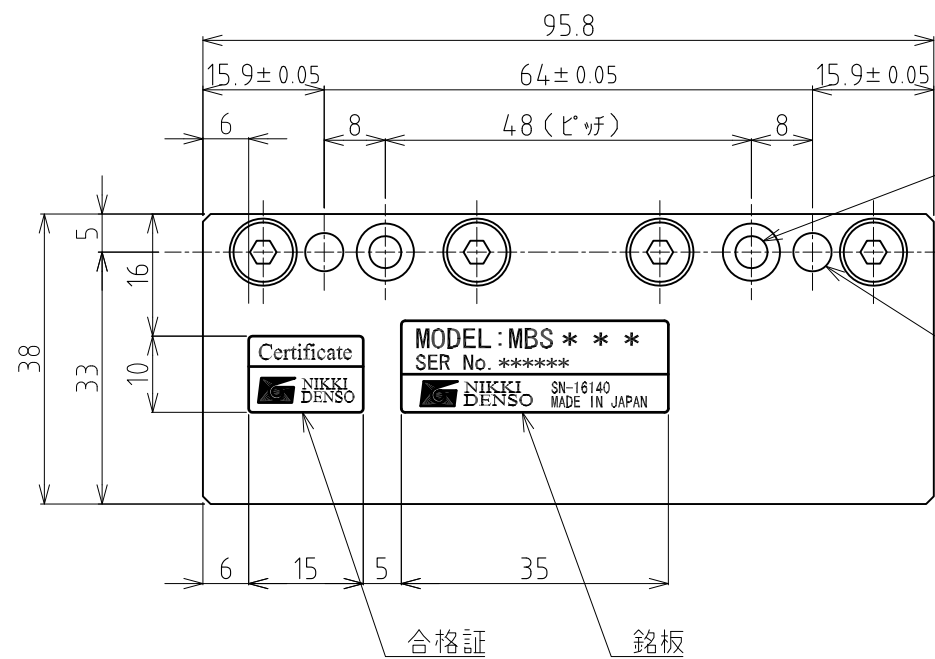 95.8
15.9±0.05
64±0.05
15.9±0.05
6
8
48(ピッチ)
8
5
16
38
33
10
Certificate
NIKKI
DENSO
MODEL:MBS＊＊＊
SER No.******
NIKKI
DENSO
SN-16140
MADE IN JAPAN
6
15
5
35
合格証
銘板